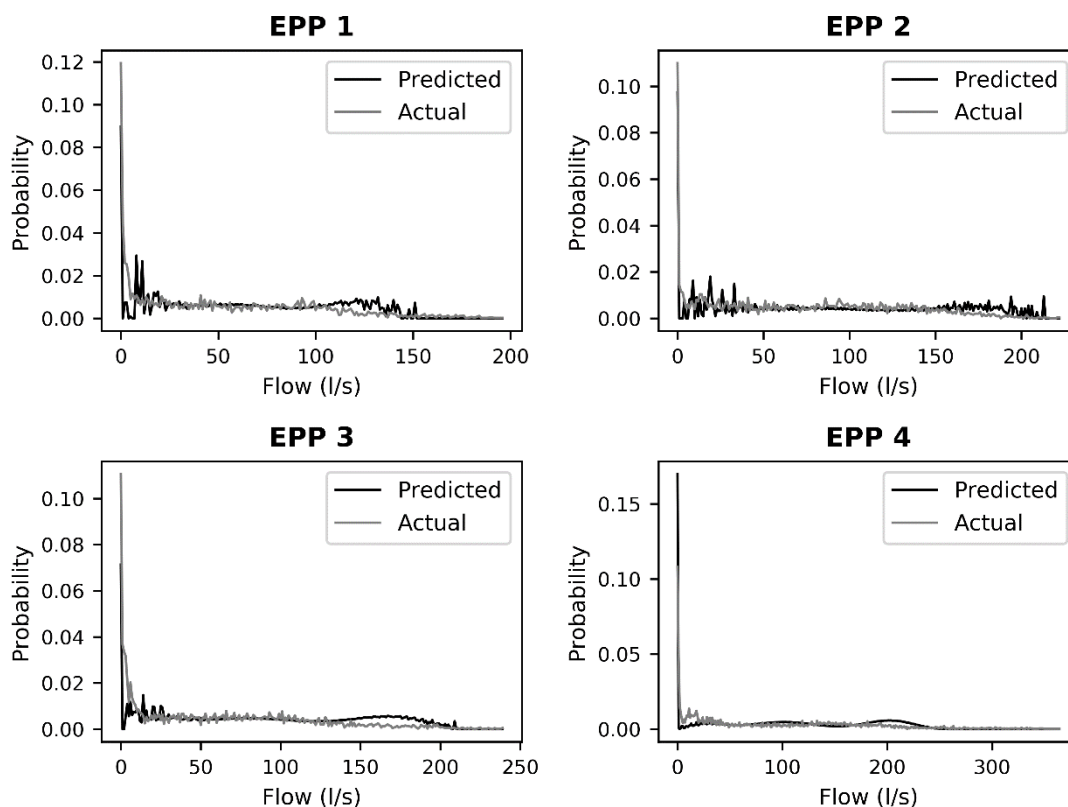 EPP 1
0.12
0.10
0.08
0.06
0.04
0.02
0.00
Probability
Predicted
Actual
0 50 100 150 200
Flow (l/s)
EPP 2
0.10
0.08
0.06
0.04
0.02
0.00
Probability
Predicted
Actual
0 50 100 150 200
Flow (l/s)
EPP 3
0.10
0.08
0.06
0.04
0.02
0.00
Probability
Predicted
Actual
0 50 100 150 200 250
Flow (l/s)
EPP 4
0.15
0.10
0.05
0.00
Probability
Predicted
Actual
0 100 200 300
Flow (l/s)